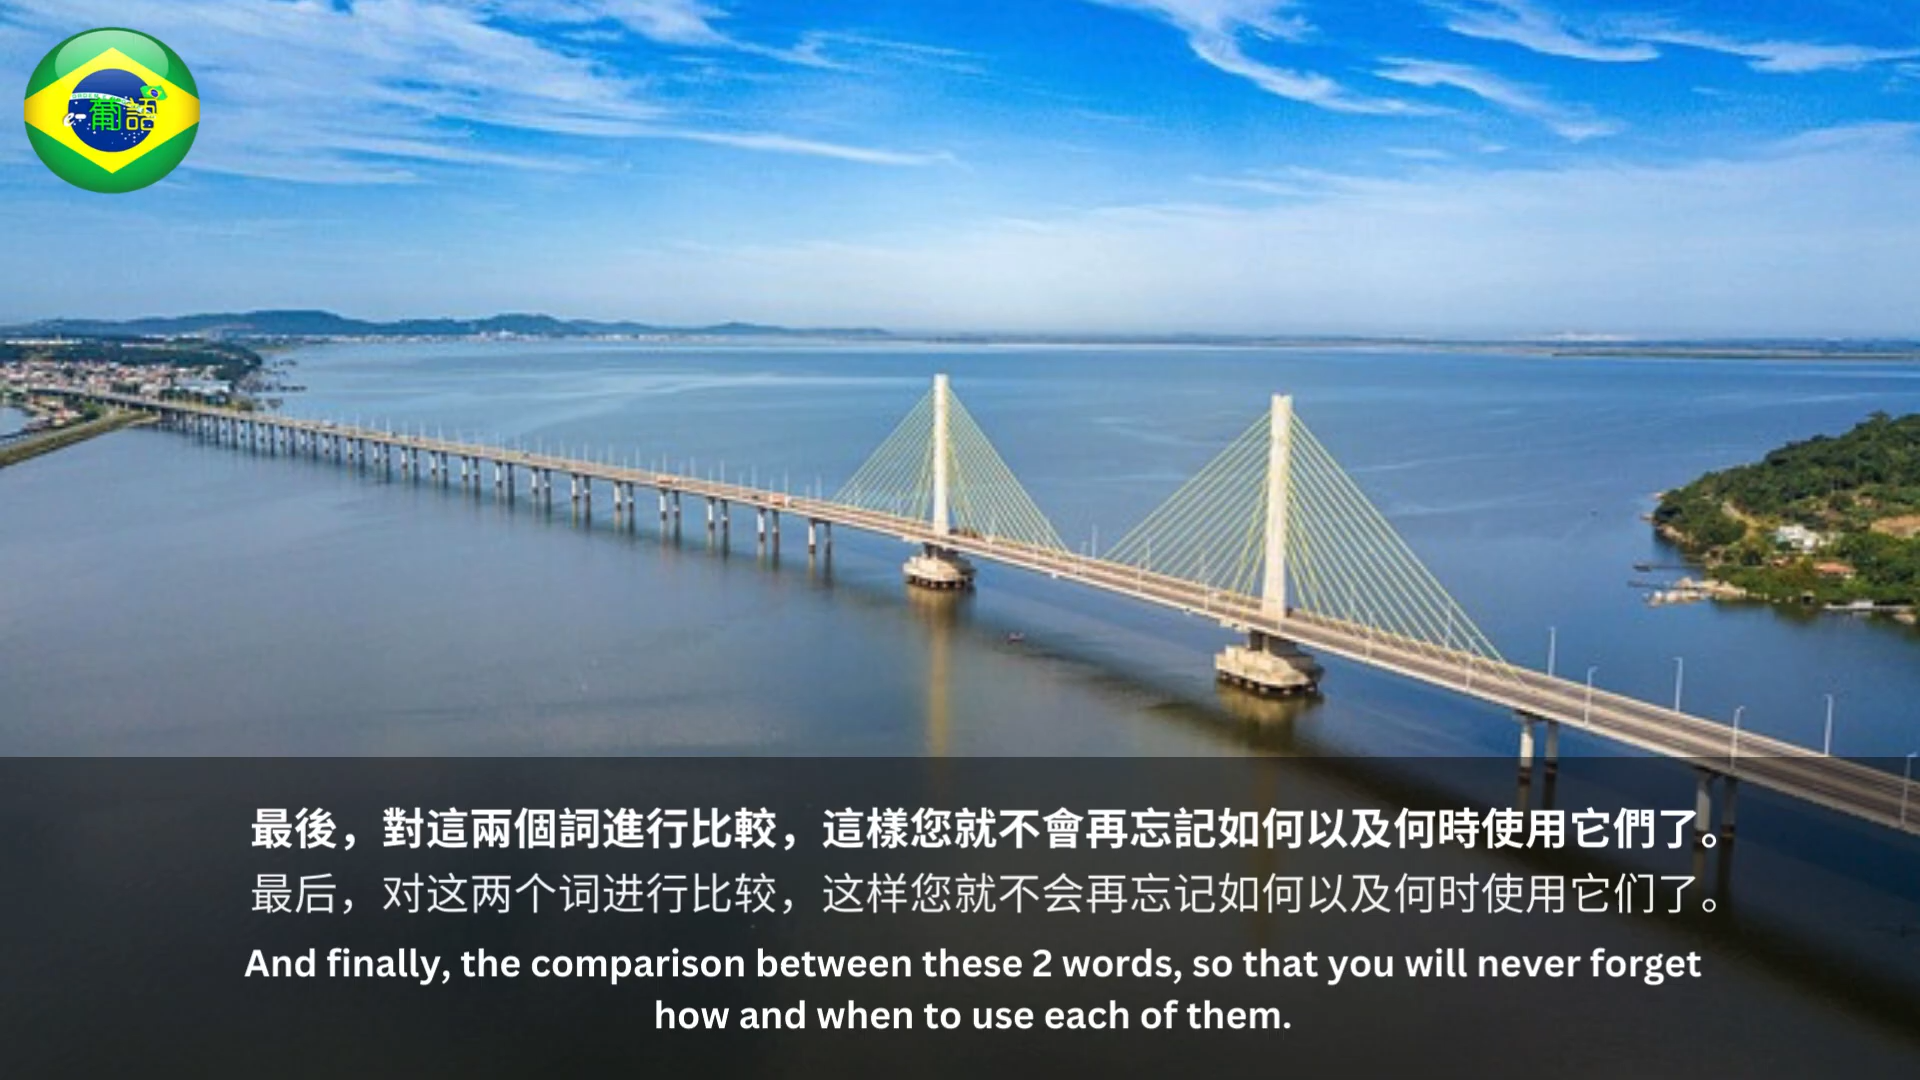 e-葡語
最後，對這兩個詞進行比較，這樣您就不會再忘記如何以及何時使用它們了。
最后，对这两个词进行比较，这样您就不会再忘记如何以及何时使用它们了。
And finally, the comparison between these 2 words, so that you will never forget
how and when to use each of them.